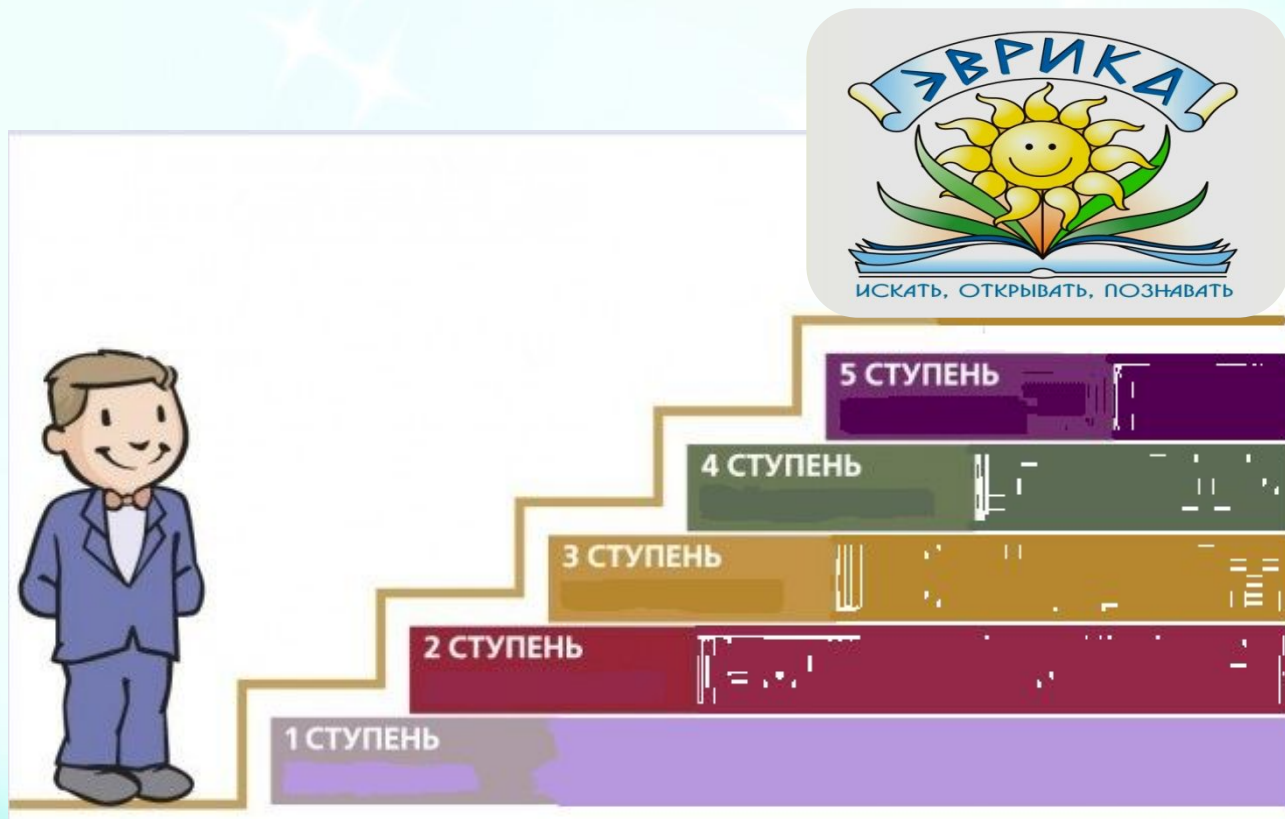 ЭВРИКА
ИСКАТЬ, ОТКРЫВАТЬ, ПОЗНАВАТЬ
5 СТУПЕНЬ
4 СТУПЕНЬ
3 СТУПЕНЬ
2 СТУПЕНЬ
1 СТУПЕНЬ